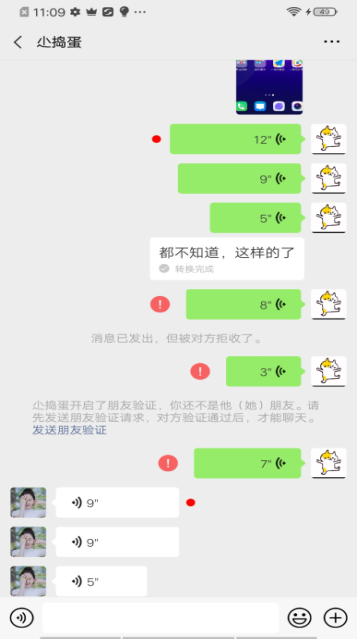 11:09
49
尐捣蛋
12"
9"
5"
都不知道，这样的了
转换完成
8"
消息已发出，但被对方拒收了。
3"
尐捣蛋开启了朋友验证，你还不是他（她）朋友。请
先发送朋友验证请求，对方验证通过后，才能聊天。
发送朋友验证
7"
9"
9"
5"